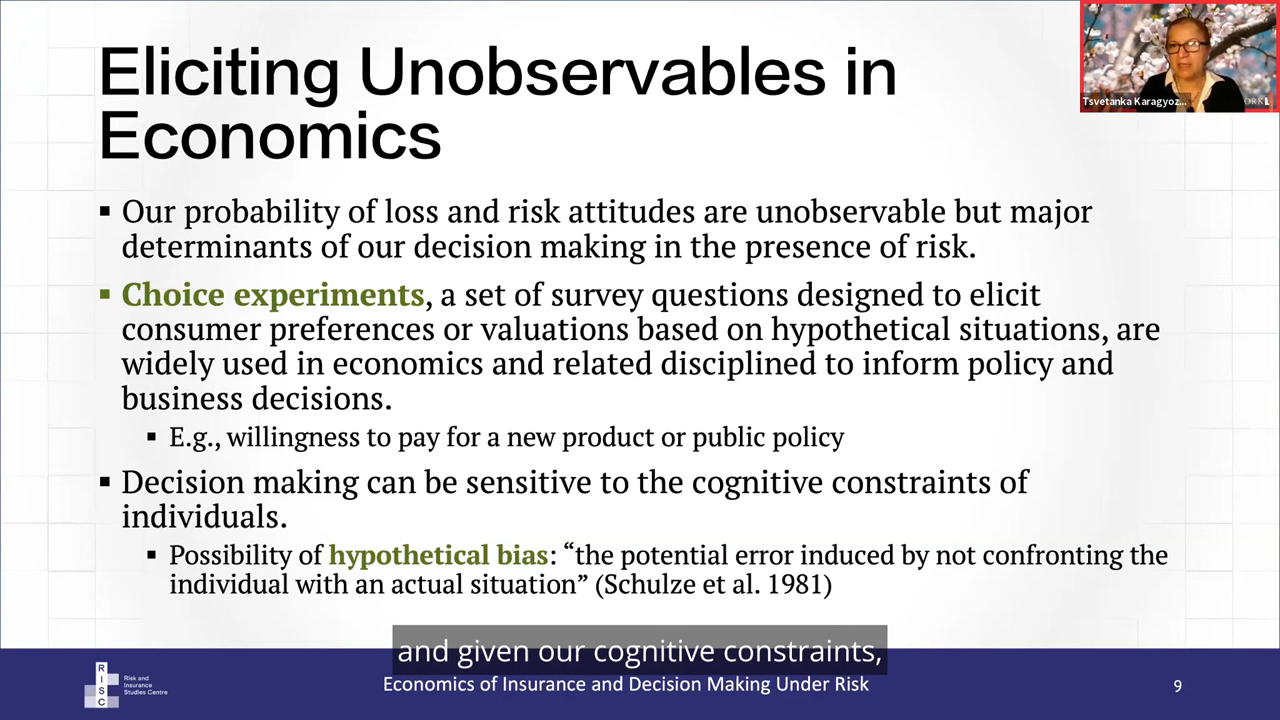 Eliciting Unobservables in
Economics
Tsvetanka Karagyoz...
ORK
▪ Our probability of loss and risk attitudes are unobservable but major
determinants of our decision making in the presence of risk.
▪ Choice experiments, a set of survey questions designed to elicit
consumer preferences or valuations based on hypothetical situations, are
widely used in economics and related disciplined to inform policy and
business decisions.
▪ E.g., willingness to pay for a new product or public policy
▪ Decision making can be sensitive to the cognitive constraints of
individuals.
▪ Possibility of hypothetical bias: “the potential error induced by not confronting the
individual with an actual situation” (Schulze et al. 1981)
and given our cognitive constraints,
RISC
Risk and
Insurance
Studies Centre
Economics of Insurance and Decision Making Under Risk
9